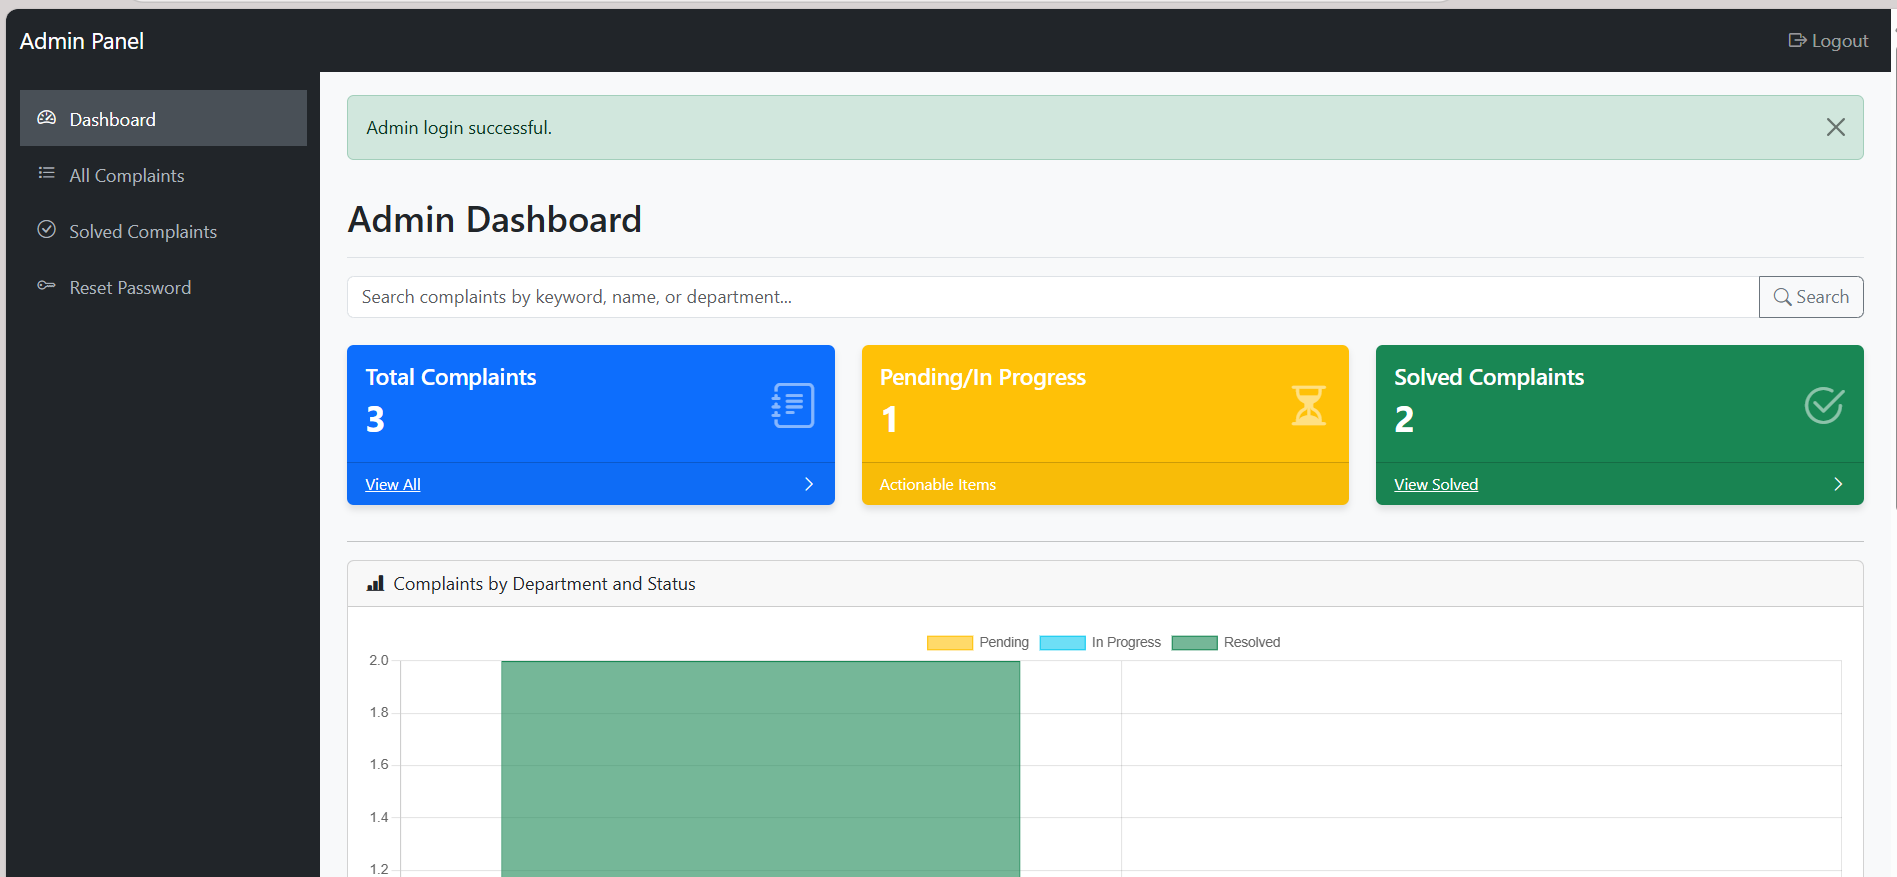 Admin Panel
Logout
Dashboard
All Complaints
Solved Complaints
Reset Password
Admin login successful.
Admin Dashboard
Search complaints by keyword, name, or department...
Search
Total Complaints
3
View All
Pending/In Progress
1
Actionable Items
Solved Complaints
2
View Solved
Complaints by Department and Status
Pending In Progress Resolved
2.0
1.8
1.6
1.4
1.2